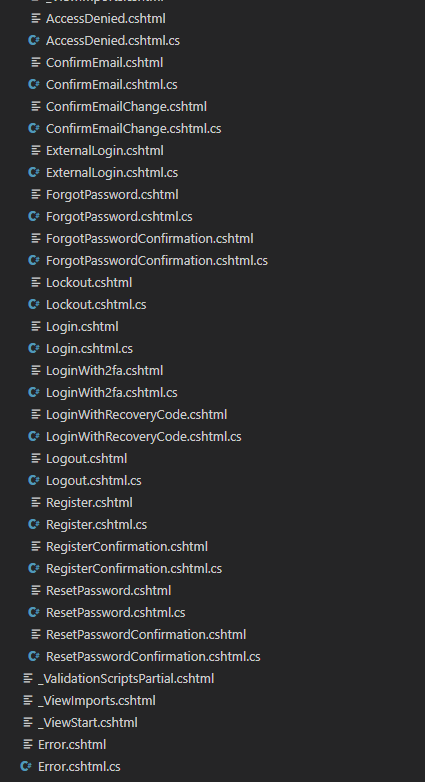 _ViewImports.cshtml
AccessDenied.cshtml
C# AccessDenied.cshtml.cs
ConfirmEmail.cshtml
C# ConfirmEmail.cshtml.cs
ConfirmEmailChange.cshtml
C# ConfirmEmailChange.cshtml.cs
ExternalLogin.cshtml
C# ExternalLogin.cshtml.cs
ForgotPassword.cshtml
C# ForgotPassword.cshtml.cs
ForgotPasswordConfirmation.cshtml
C# ForgotPasswordConfirmation.cshtml.cs
Lockout.cshtml
C# Lockout.cshtml.cs
Login.cshtml
C# Login.cshtml.cs
LoginWith2fa.cshtml
C# LoginWith2fa.cshtml.cs
LoginWithRecoveryCode.cshtml
C# LoginWithRecoveryCode.cshtml.cs
Logout.cshtml
C# Logout.cshtml.cs
Register.cshtml
C# Register.cshtml.cs
RegisterConfirmation.cshtml
C# RegisterConfirmation.cshtml.cs
ResetPassword.cshtml
C# ResetPassword.cshtml.cs
ResetPasswordConfirmation.cshtml
C# ResetPasswordConfirmation.cshtml.cs
_ValidationScriptsPartial.cshtml
_ViewImports.cshtml
_ViewStart.cshtml
Error.cshtml
C# Error.cshtml.cs